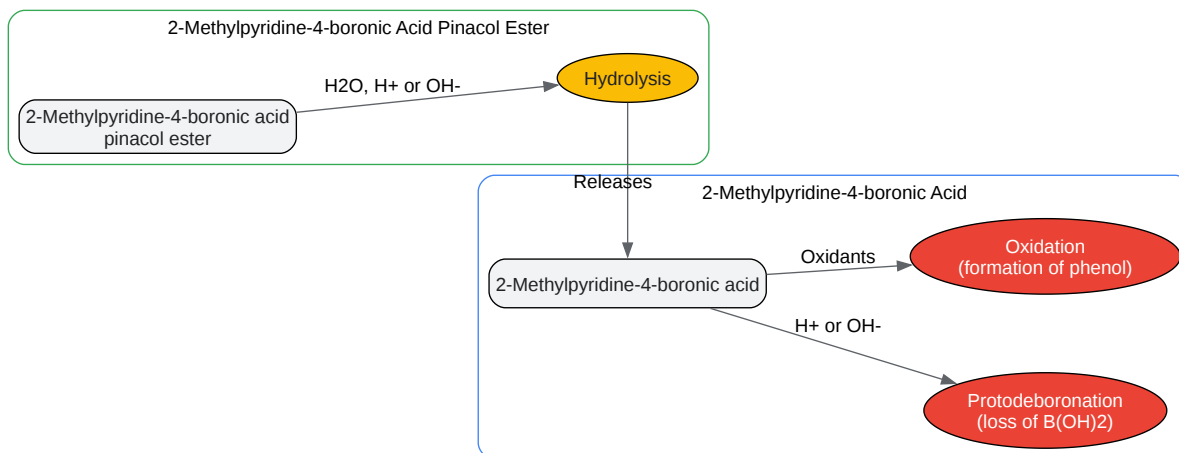 2-Methylpyridine-4-boronic Acid Pinacol Ester
H2O, H+ or OH-
Hydrolysis
2-Methylpyridine-4-boronic acid
pinacol ester
Releases
2-Methylpyridine-4-boronic Acid
2-Methylpyridine-4-boronic acid
Oxidants
Oxidation
(formation of phenol)
H+ or OH-
Protodeboronation
(loss of B(OH)2)